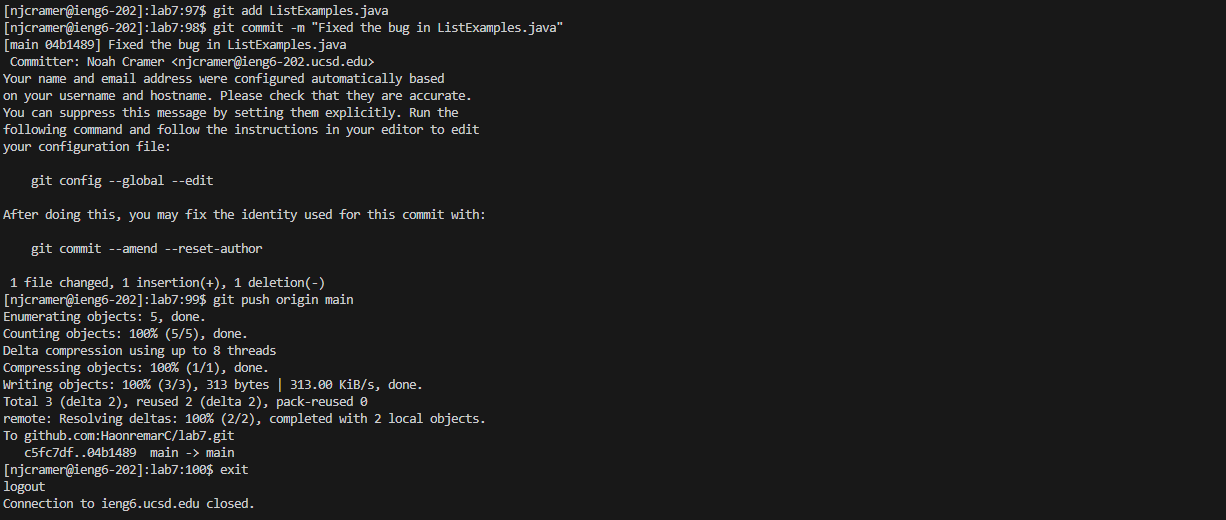 [njcramer@ieng6-202]:lab7:97$ git add ListExamples.java
[njcramer@ieng6-202]:lab7:98$ git commit -m "Fixed the bug in ListExamples.java"
[main 04b1489] Fixed the bug in ListExamples.java
 Committer: Noah Cramer <njcramer@ieng6-202.ucsd.edu>
Your name and email address were configured automatically based
on your username and hostname. Please check that they are accurate.
You can suppress this message by setting them explicitly. Run the
following command and follow the instructions in your editor to edit
your configuration file:

    git config --global --edit

After doing this, you may fix the identity used for this commit with:

    git commit --amend --reset-author

 1 file changed, 1 insertion(+), 1 deletion(-)
[njcramer@ieng6-202]:lab7:99$ git push origin main
Enumerating objects: 5, done.
Counting objects: 100% (5/5), done.
Delta compression using up to 8 threads
Compressing objects: 100% (1/1), done.
Writing objects: 100% (3/3), 313 bytes | 313.00 KiB/s, done.
Total 3 (delta 2), reused 2 (delta 2), pack-reused 0
remote: Resolving deltas: 100% (2/2), completed with 2 local objects.
To github.com:HaonremarC/lab7.git
   c5fc7df..04b1489  main -> main
[njcramer@ieng6-202]:lab7:100$ exit
logout
Connection to ieng6.ucsd.edu closed.